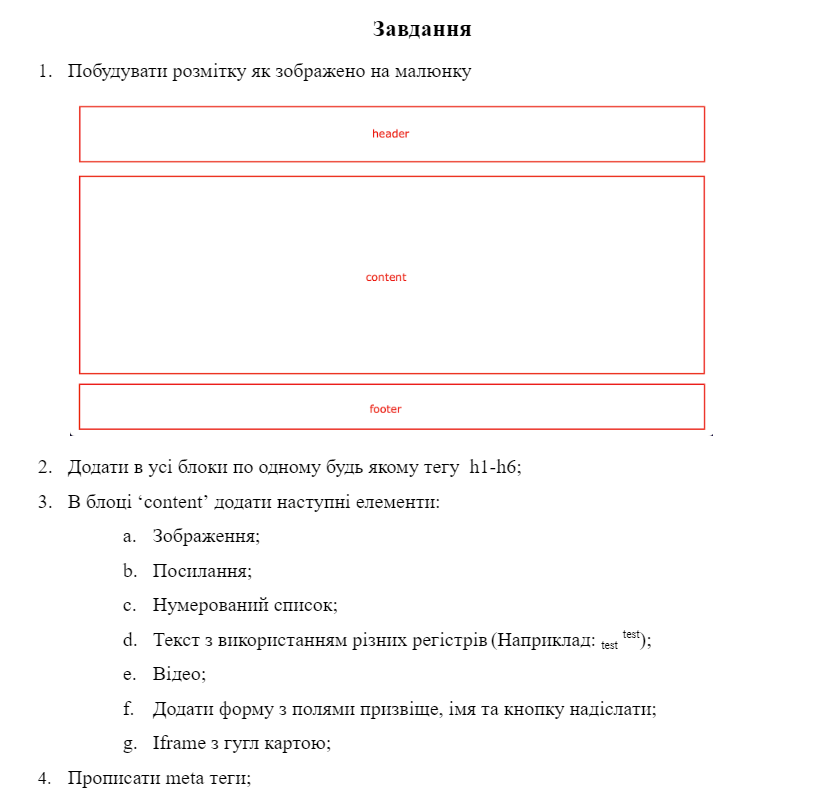 Завдання
1. Побудувати розмітку як зображено на малюнку
header
content
footer
2. Додати в усі блоки по одному будь якому тегу h1-h6;
3. В блоці ‘content’ додати наступні елементи:
a. Зображення;
b. Посилання;
c. Нумерований список;
d. Текст з використанням різних регістрів (Наприклад: test test);
e. Відео;
f. Додати форму з полями призвіще, імя та кнопку надіслати;
g. Iframe з гугл картою;
4. Прописати meta теги;